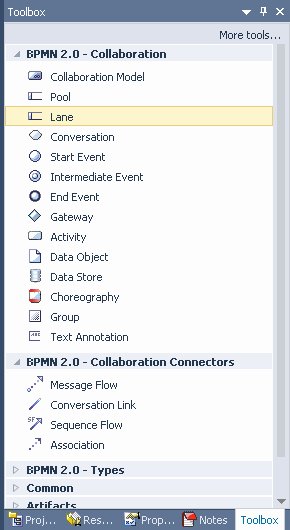 Toolbox
More tools...
BPMN 2.0 - Collaboration
Collaboration Model
Pool
Lane
Conversation
Start Event
Intermediate Event
End Event
Gateway
Activity
Data Object
Data Store
Choreography
Group
ABC
Text Annotation
BPMN 2.0 - Collaboration Connectors
Message Flow
Conversation Link
Sequence Flow
Association
BPMN 2.0 - Types
Common
Artifacts
Proj... Res... Prop... Notes Toolbox